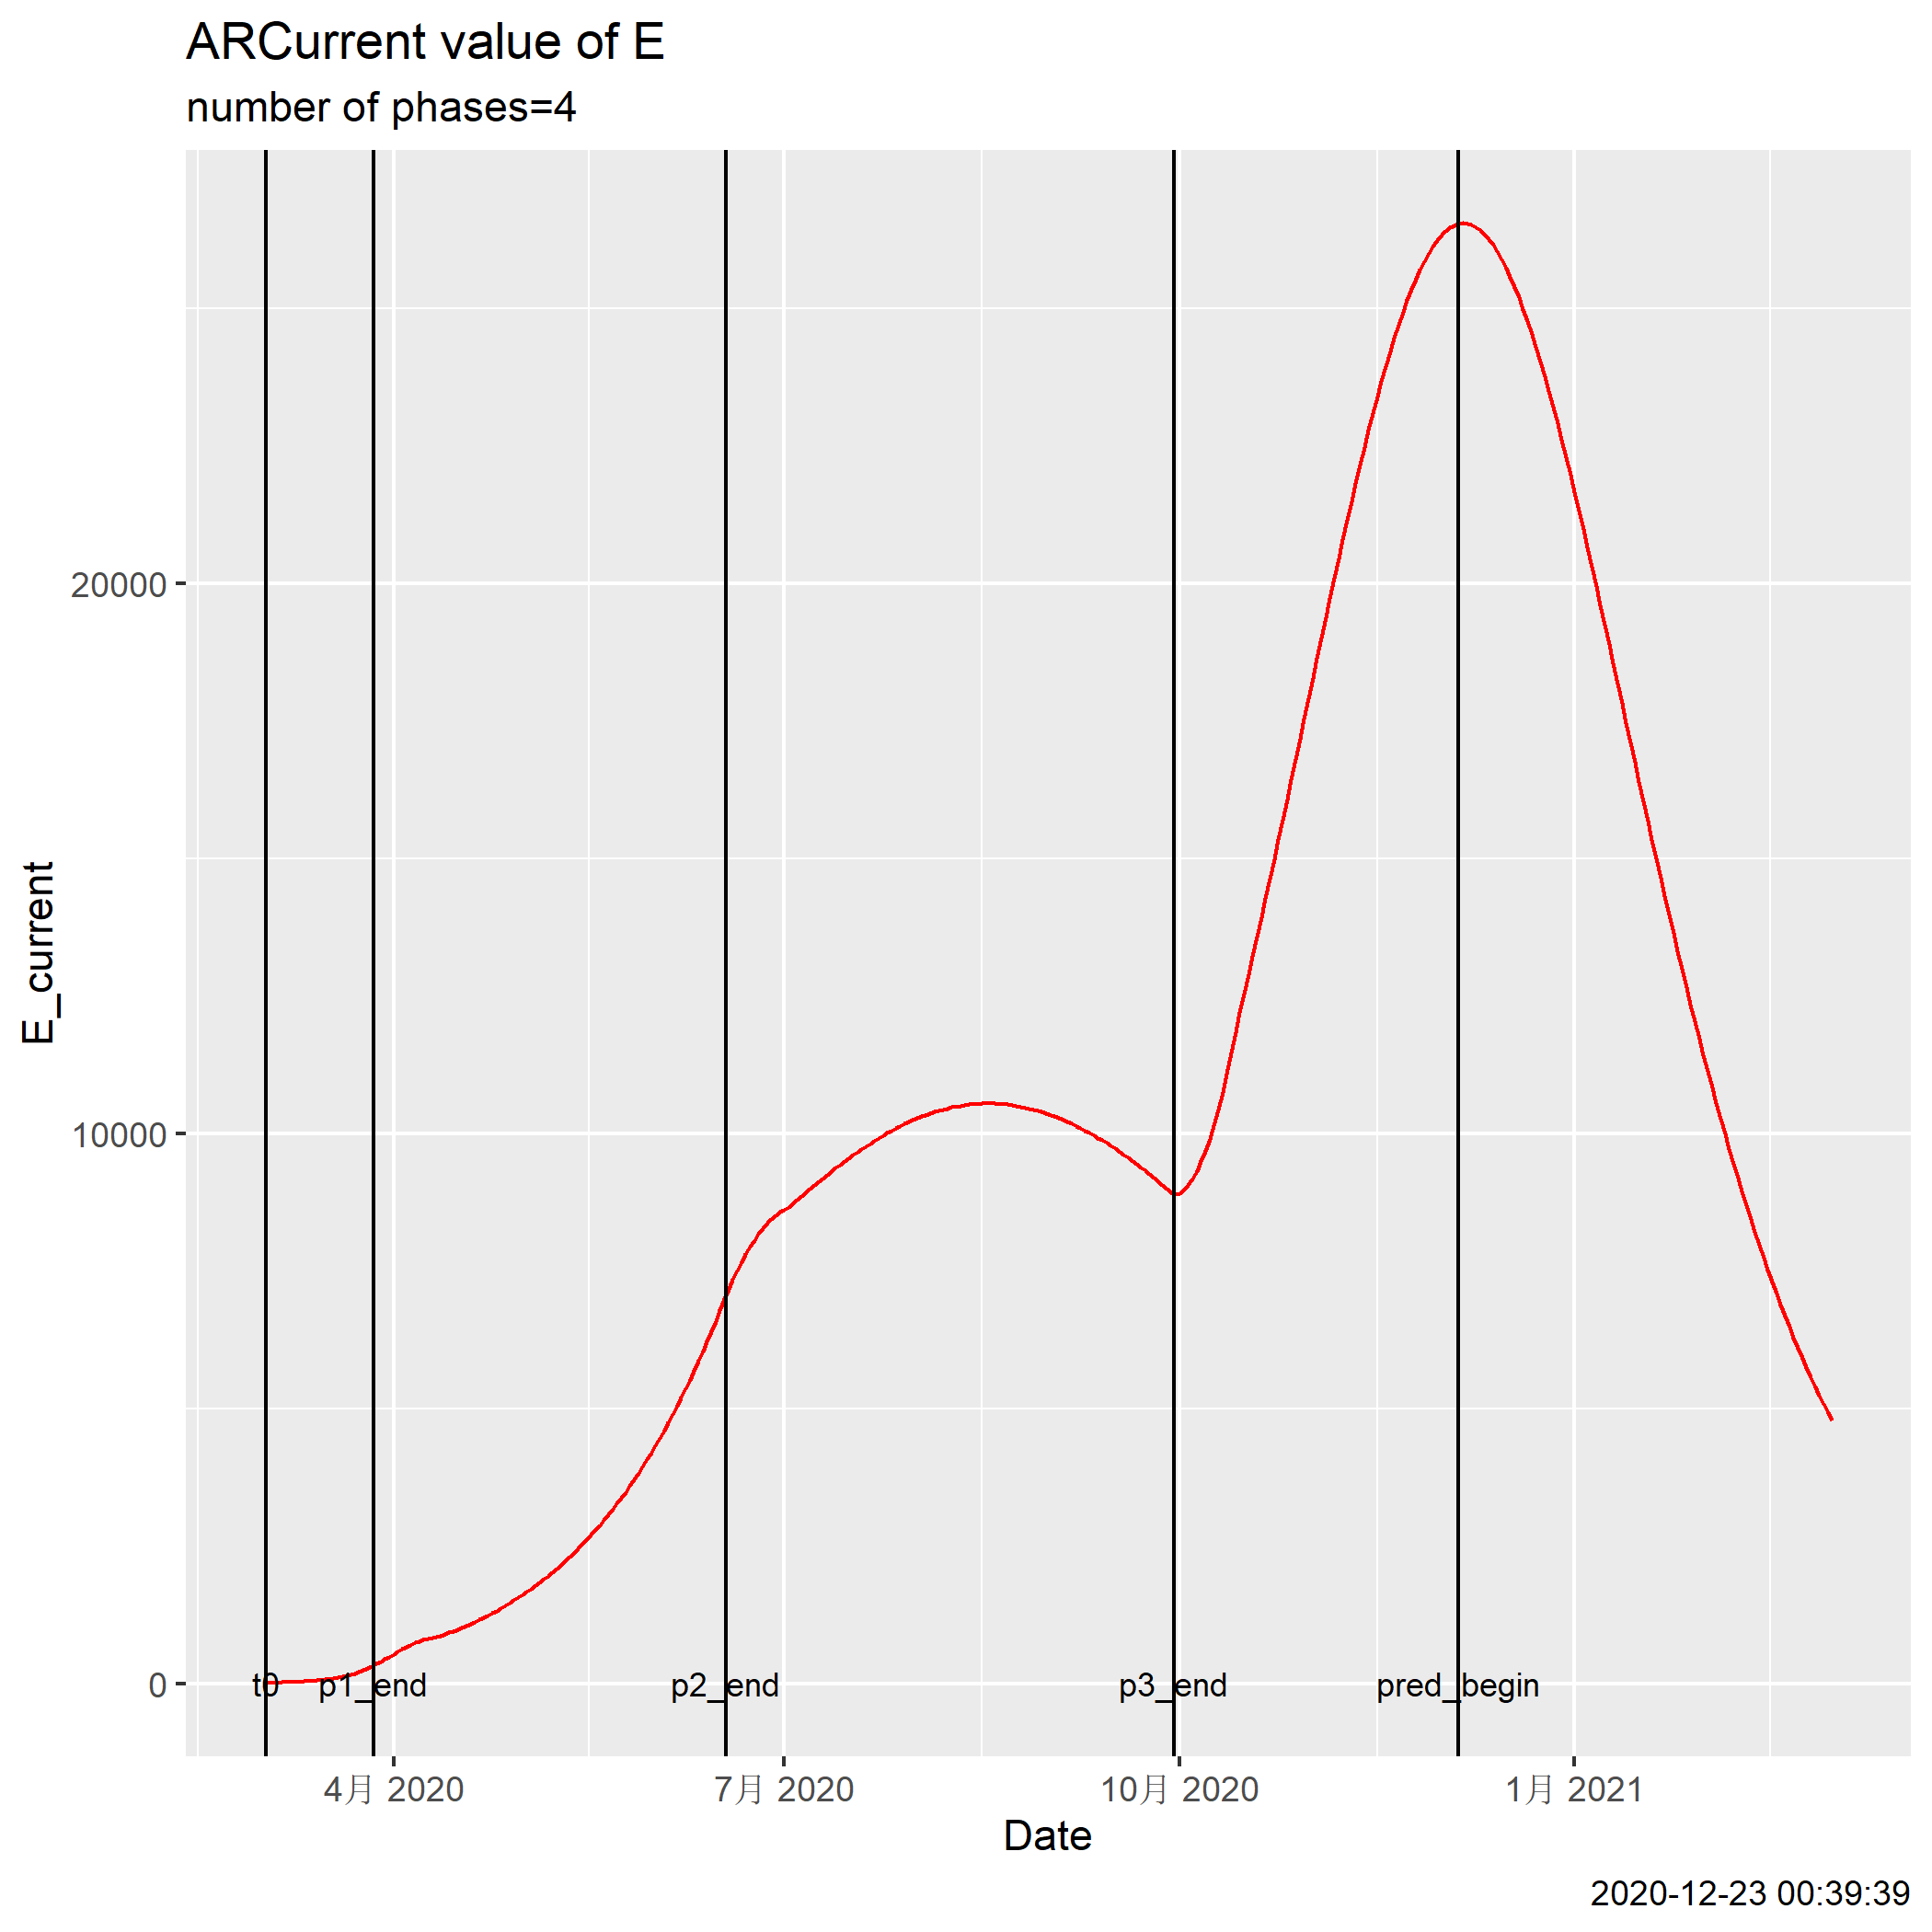 ARCurrent value of E
number of phases=4
E_current
20000
10000
0
t0 p1_end p2_end p3_end pred_begin
4月 2020 7月 2020 10月 2020 1月 2021
Date
2020-12-23 00:39:39